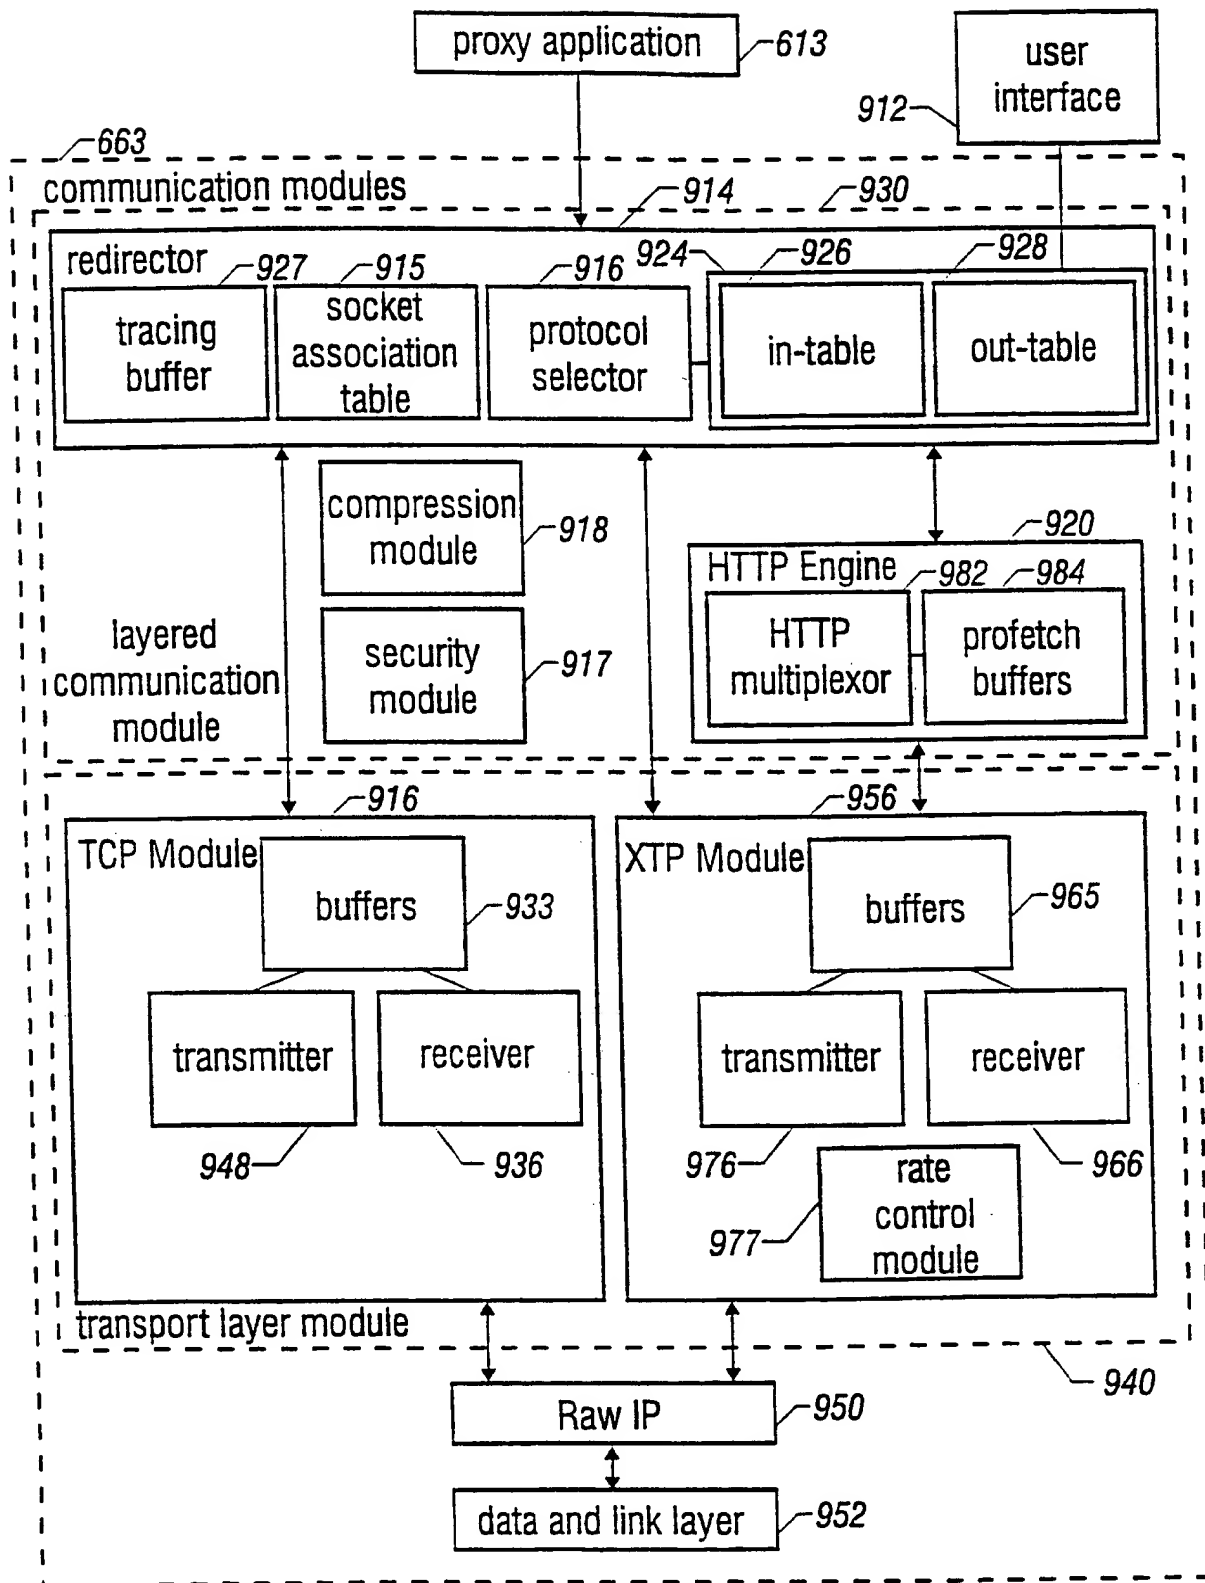 proxy application
613
user
interface
912
663
communication modules
914
930
redirector
927
915
916
924
926
928
tracing
buffer
socket
association
table
protocol
selector
in-table
out-table
compression
module
918
920
HTTP Engine
982
984
HTTP
multiplexor
profetch
buffers
security
module
917
layered
communication
module
916
956
TCP Module
buffers
933
transmitter
receiver
948
936
XTP Module
buffers
965
transmitter
receiver
976
966
rate
control
module
977
transport layer module
940
Raw IP
950
data and link layer
952